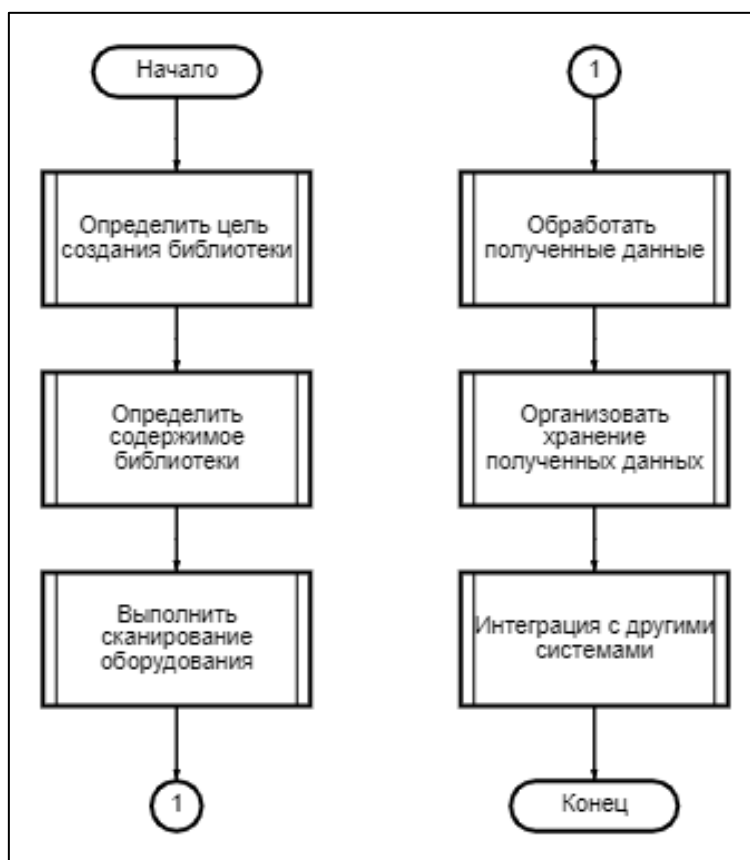 Начало
Определить цель
создания библиотеки
Определить
содержимое
библиотеки
Выполнить
сканирование
оборудования
1
1
Обработать
полученные данные
Организовать
хранение
полученных данных
Интеграция с другими
системами
Конец